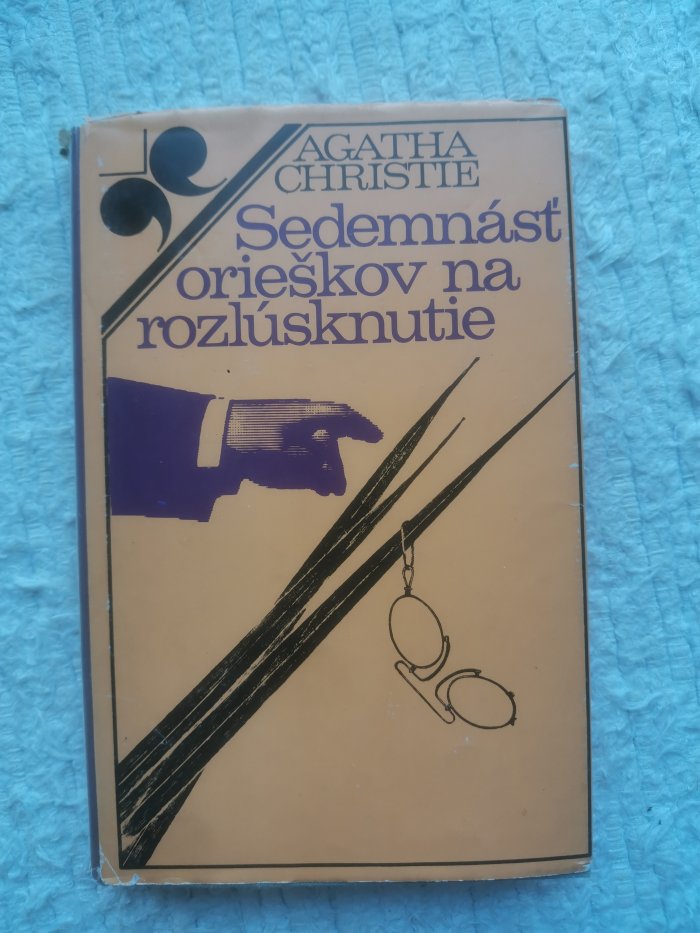 AGATHA
CHRISTIE
Sedemnásť
orieškov na
rozlúsknutie